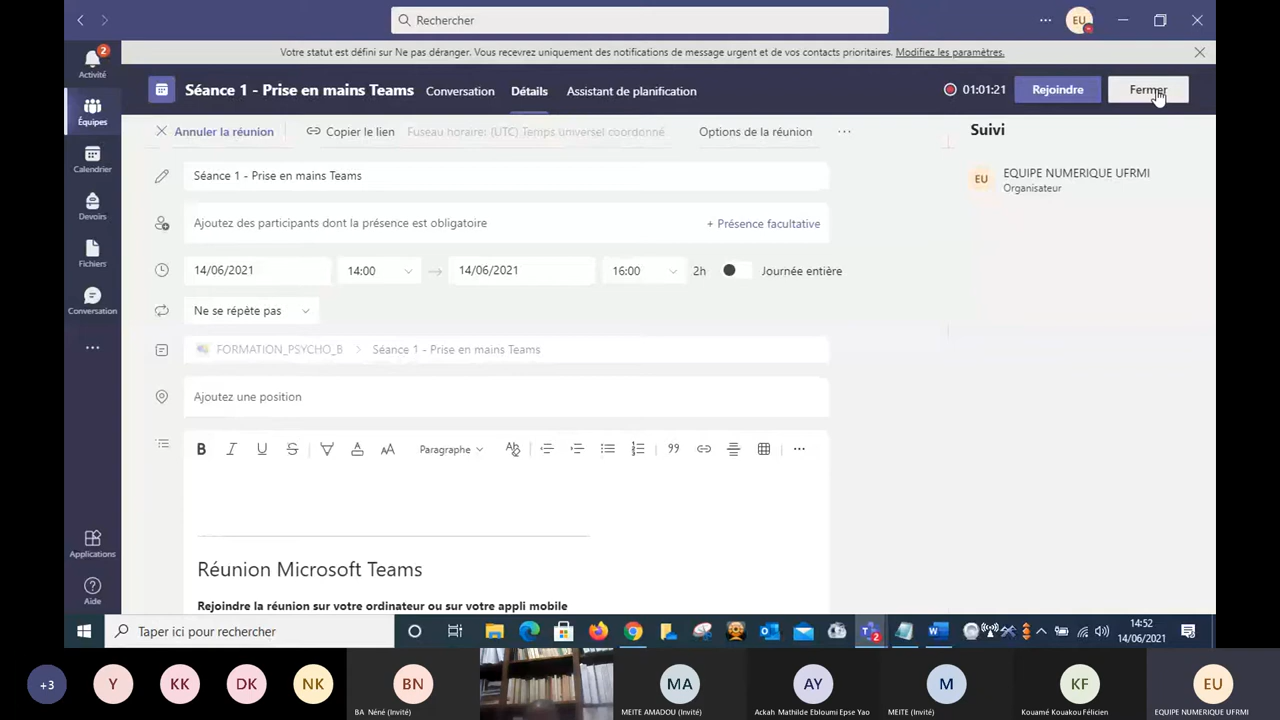 Rechercher
EU
2
Activité
Votre statut est défini sur Ne pas déranger. Vous recevrez uniquement des notifications de message urgent et de vos contacts prioritaires. Modifiez les paramètres.
Séance 1 - Prise en mains Teams
Conversation
Détails
Assistant de planification
01:01:21
Rejoindre
Fermer
Équipes
Calendrier
Devoirs
Fichiers
Conversation
Applications
Aide
Annuler la réunion
Copier le lien
Fuseau horaire: (UTC) Temps universel coordonné
Options de la réunion
Suivi
Séance 1 - Prise en mains Teams
EU
EQUIPE NUMERIQUE UFRMI
Organisateur
Ajoutez des participants dont la présence est obligatoire
+ Présence facultative
14/06/2021
14:00
14/06/2021
16:00
2h
Journée entière
Ne se répète pas
FORMATION_PSYCHO_B > Séance 1 - Prise en mains Teams
Ajoutez une position
B I U S A AA Paragraphe
Réunion Microsoft Teams
Rejoindre la réunion sur votre ordinateur ou sur votre appli mobile
Taper ici pour rechercher
2
W
14:52
14/06/2021
+3
Y
KK
DK
NK
BN
BA Néné (Invité)
MA
MEITE AMADOU (Invité)
AY
Ackah Mathilde Ebloumi Epse Yao
M
MEITE (Invité)
KF
Kouamé Kouakou Félicien
EU
EQUIPE NUMERIQUE UFRMI